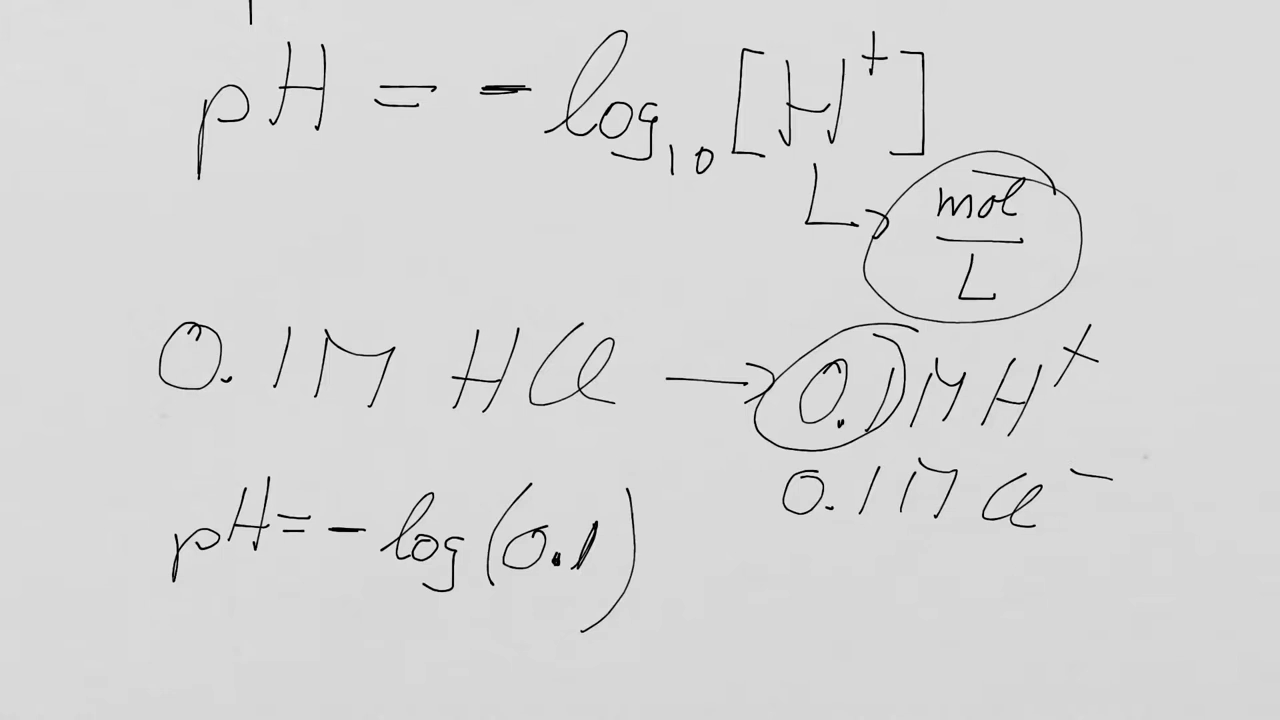 pH = - log₁₀ [H⁺]
mol
L
0.1M HCl → 0.1M H⁺
0.1M Cl⁻
pH = - log(0.1)